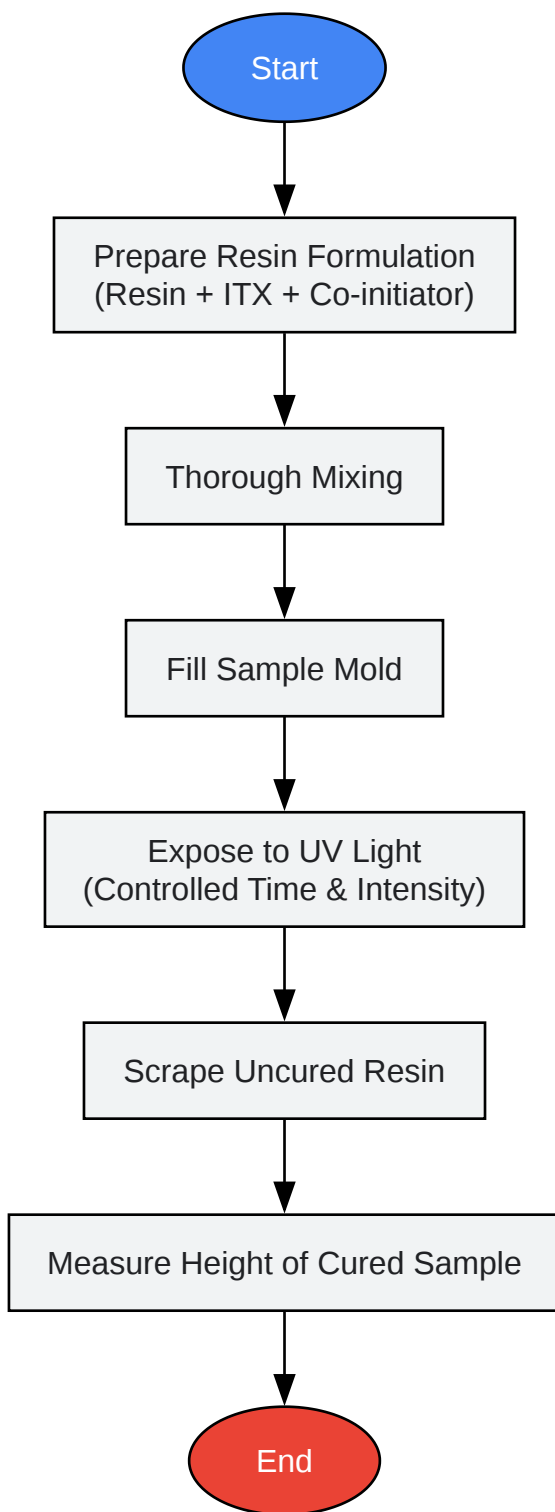 Start
Prepare Resin Formulation
(Resin + ITX + Co-initiator)
Thorough Mixing
Fill Sample Mold
Expose to UV Light
(Controlled Time & Intensity)
Scrape Uncured Resin
Measure Height of Cured Sample
End